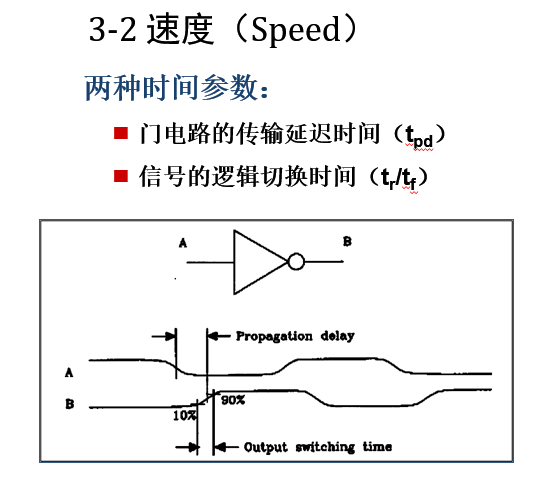 3-2 速度（Speed）
两种时间参数：
门电路的传输延迟时间（tpd）
信号的逻辑切换时间（tr/tf）
A
B
Propagation delay
A
B
10%
90%
Output switching time